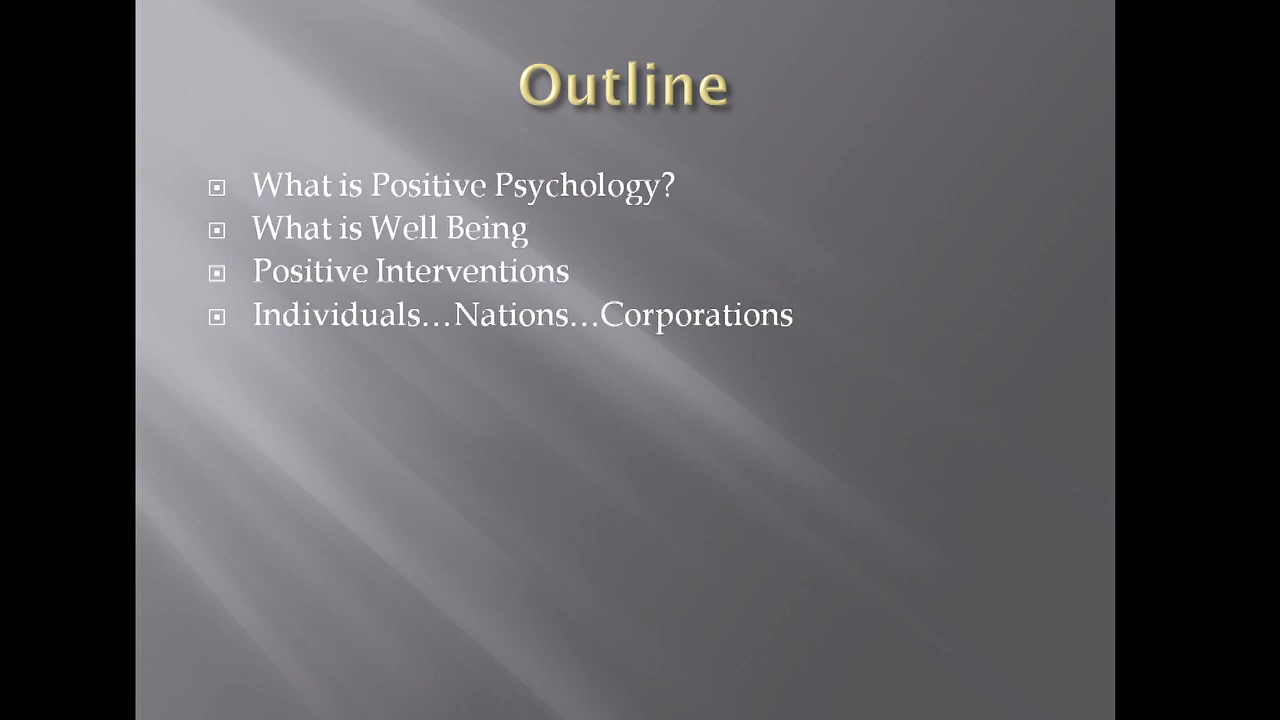 Outline
What is Positive Psychology?
What is Well Being
Positive Interventions
Individuals…Nations…Corporations